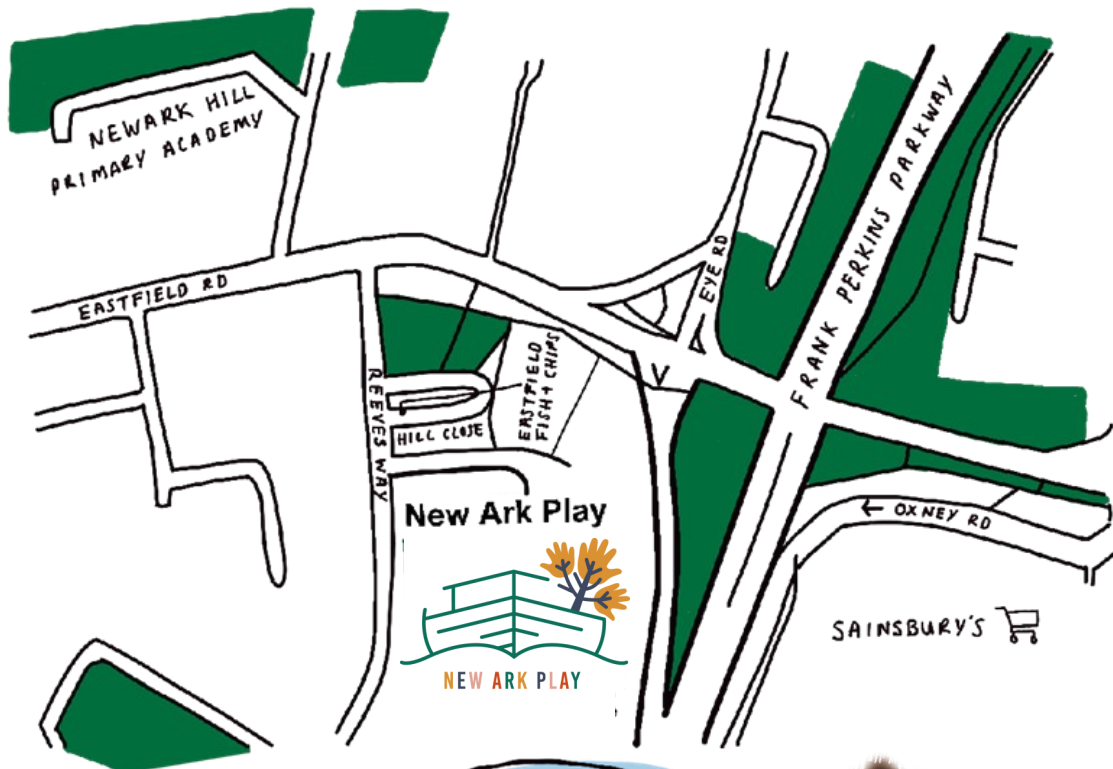 NEWARK HILL
PRIMARY ACADEMY
EASTFIELD RD
EYE RD
FRANK PERKINS PARKWAY
REEVES WAY
EASTFIELD
FISH + CHIPS
HILL CLOSE
New Ark Play
NEW ARK PLAY
← OXNEY RD
SAINSBURY'S